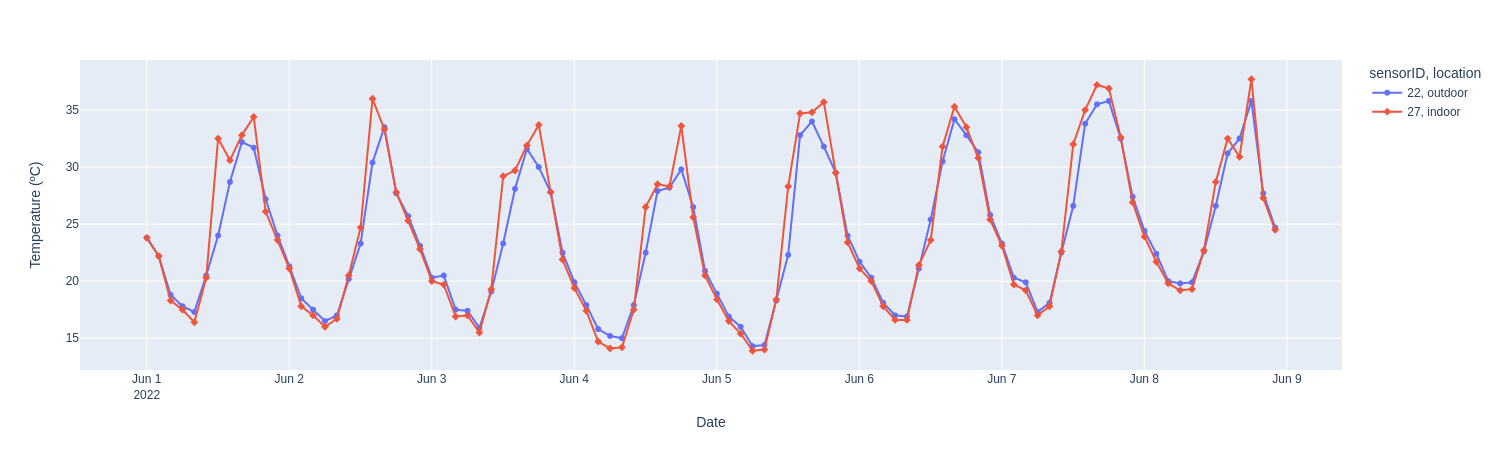 sensorID, location
22, outdoor
27, indoor
Temperature (ºC)
35
30
25
20
15
Jun 1
2022
Jun 2
Jun 3
Jun 4
Jun 5
Jun 6
Jun 7
Jun 8
Jun 9
Date